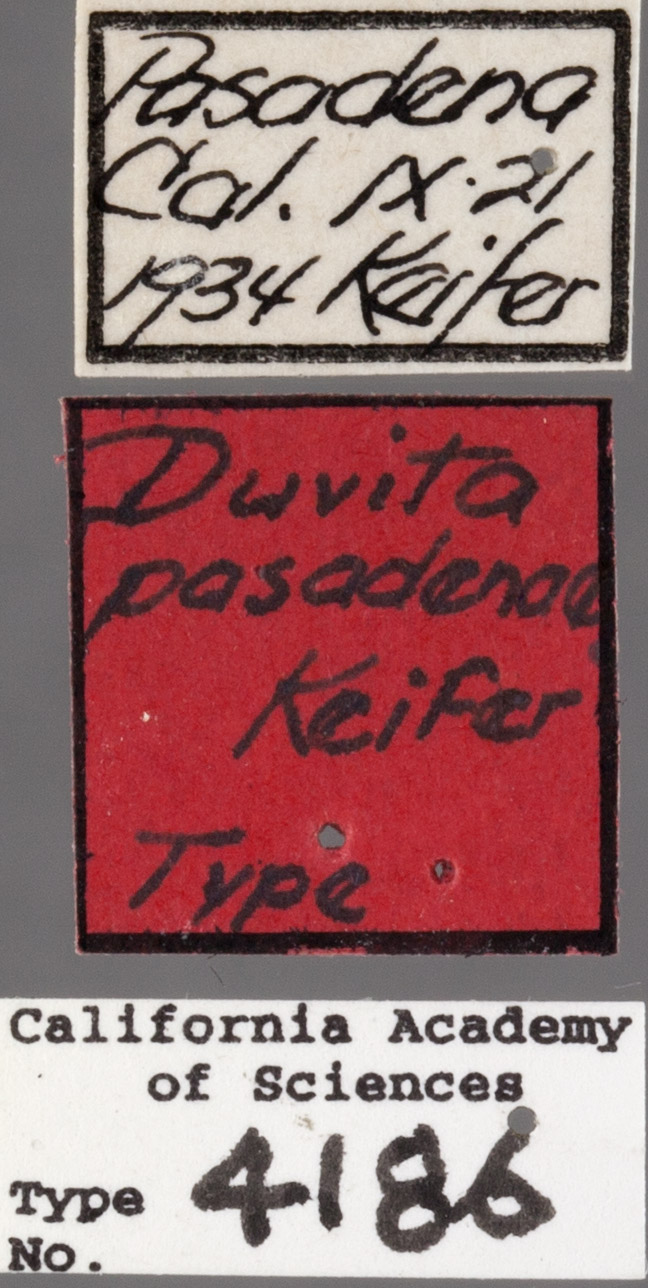 Pasadena
Cal. IX·21
1934 Keifer
Duvita
pasadenae
Keifer
Type
California Academy
of Sciences
Type
No. 4186